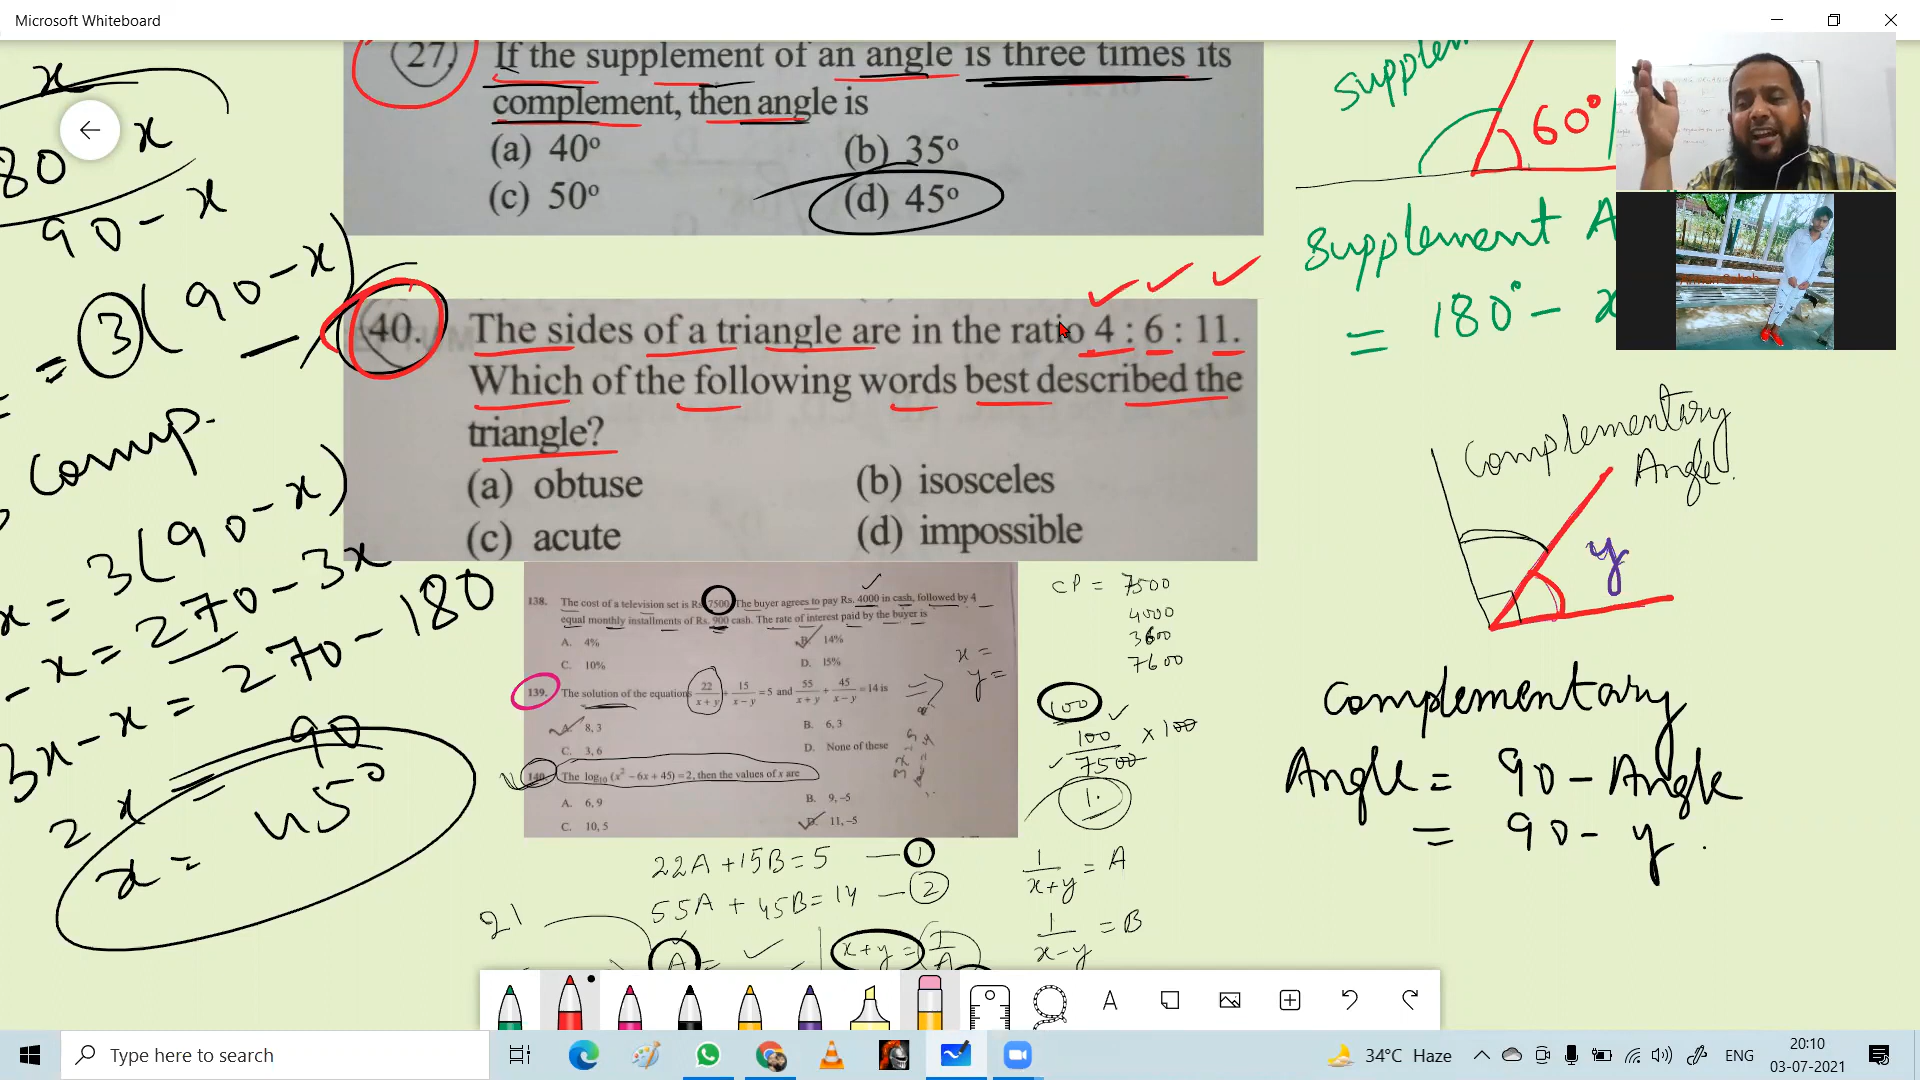 Microsoft Whiteboard
27. If the supplement of an angle is three times its
complement, then angle is
(a) 40°
(b) 35°
(c) 50°
(d) 45°
40. The sides of a triangle are in the ratio 4 : 6 : 11.
Which of the following words best described the
triangle?
(a) obtuse
(b) isosceles
(c) acute
(d) impossible
138. The cost of a television set is Rs. 7500. The buyer agrees to pay Rs. 4000 in cash, followed by 4
equal monthly installments of Rs. 900 cash. The rate of interest paid by the buyer is
A. 4%
B. 14%
C. 10%
D. 15%
139. The solution of the equations 22/x+y + 15/x−y = 5 and 55/x+y + 45/x−y = 14 is
A. 8, 3
B. 6, 3
C. 3, 6
D. None of these
140. The log₁₀ (x² − 6x + 45) = 2, then the values of x are
A. 6, 9
B. 9, −5
C. 10, 5
D. 11, −5
x
80 x
90 − x
= 3(90 − x)
comp.
x = 3(90 − x)
− x = 270 − 3x
3x − x = 270 − 180
2x = 90
x = 45°
x =
y =
CP = 7500
4000
3600
7600
100
100/7500 × 100
1.
22A + 15B = 5 — 1
55A + 45B = 14 — 2
21
A =
x+y = 1/A
1/x+y = A
1/x−y = B
60°
Supplement A
= 180° − x
Complementary
Angle
y
Complementary
Angle = 90 − Angle
= 90 − y.
A
Type here to search
34°C Haze
ENG
20:10
03-07-2021